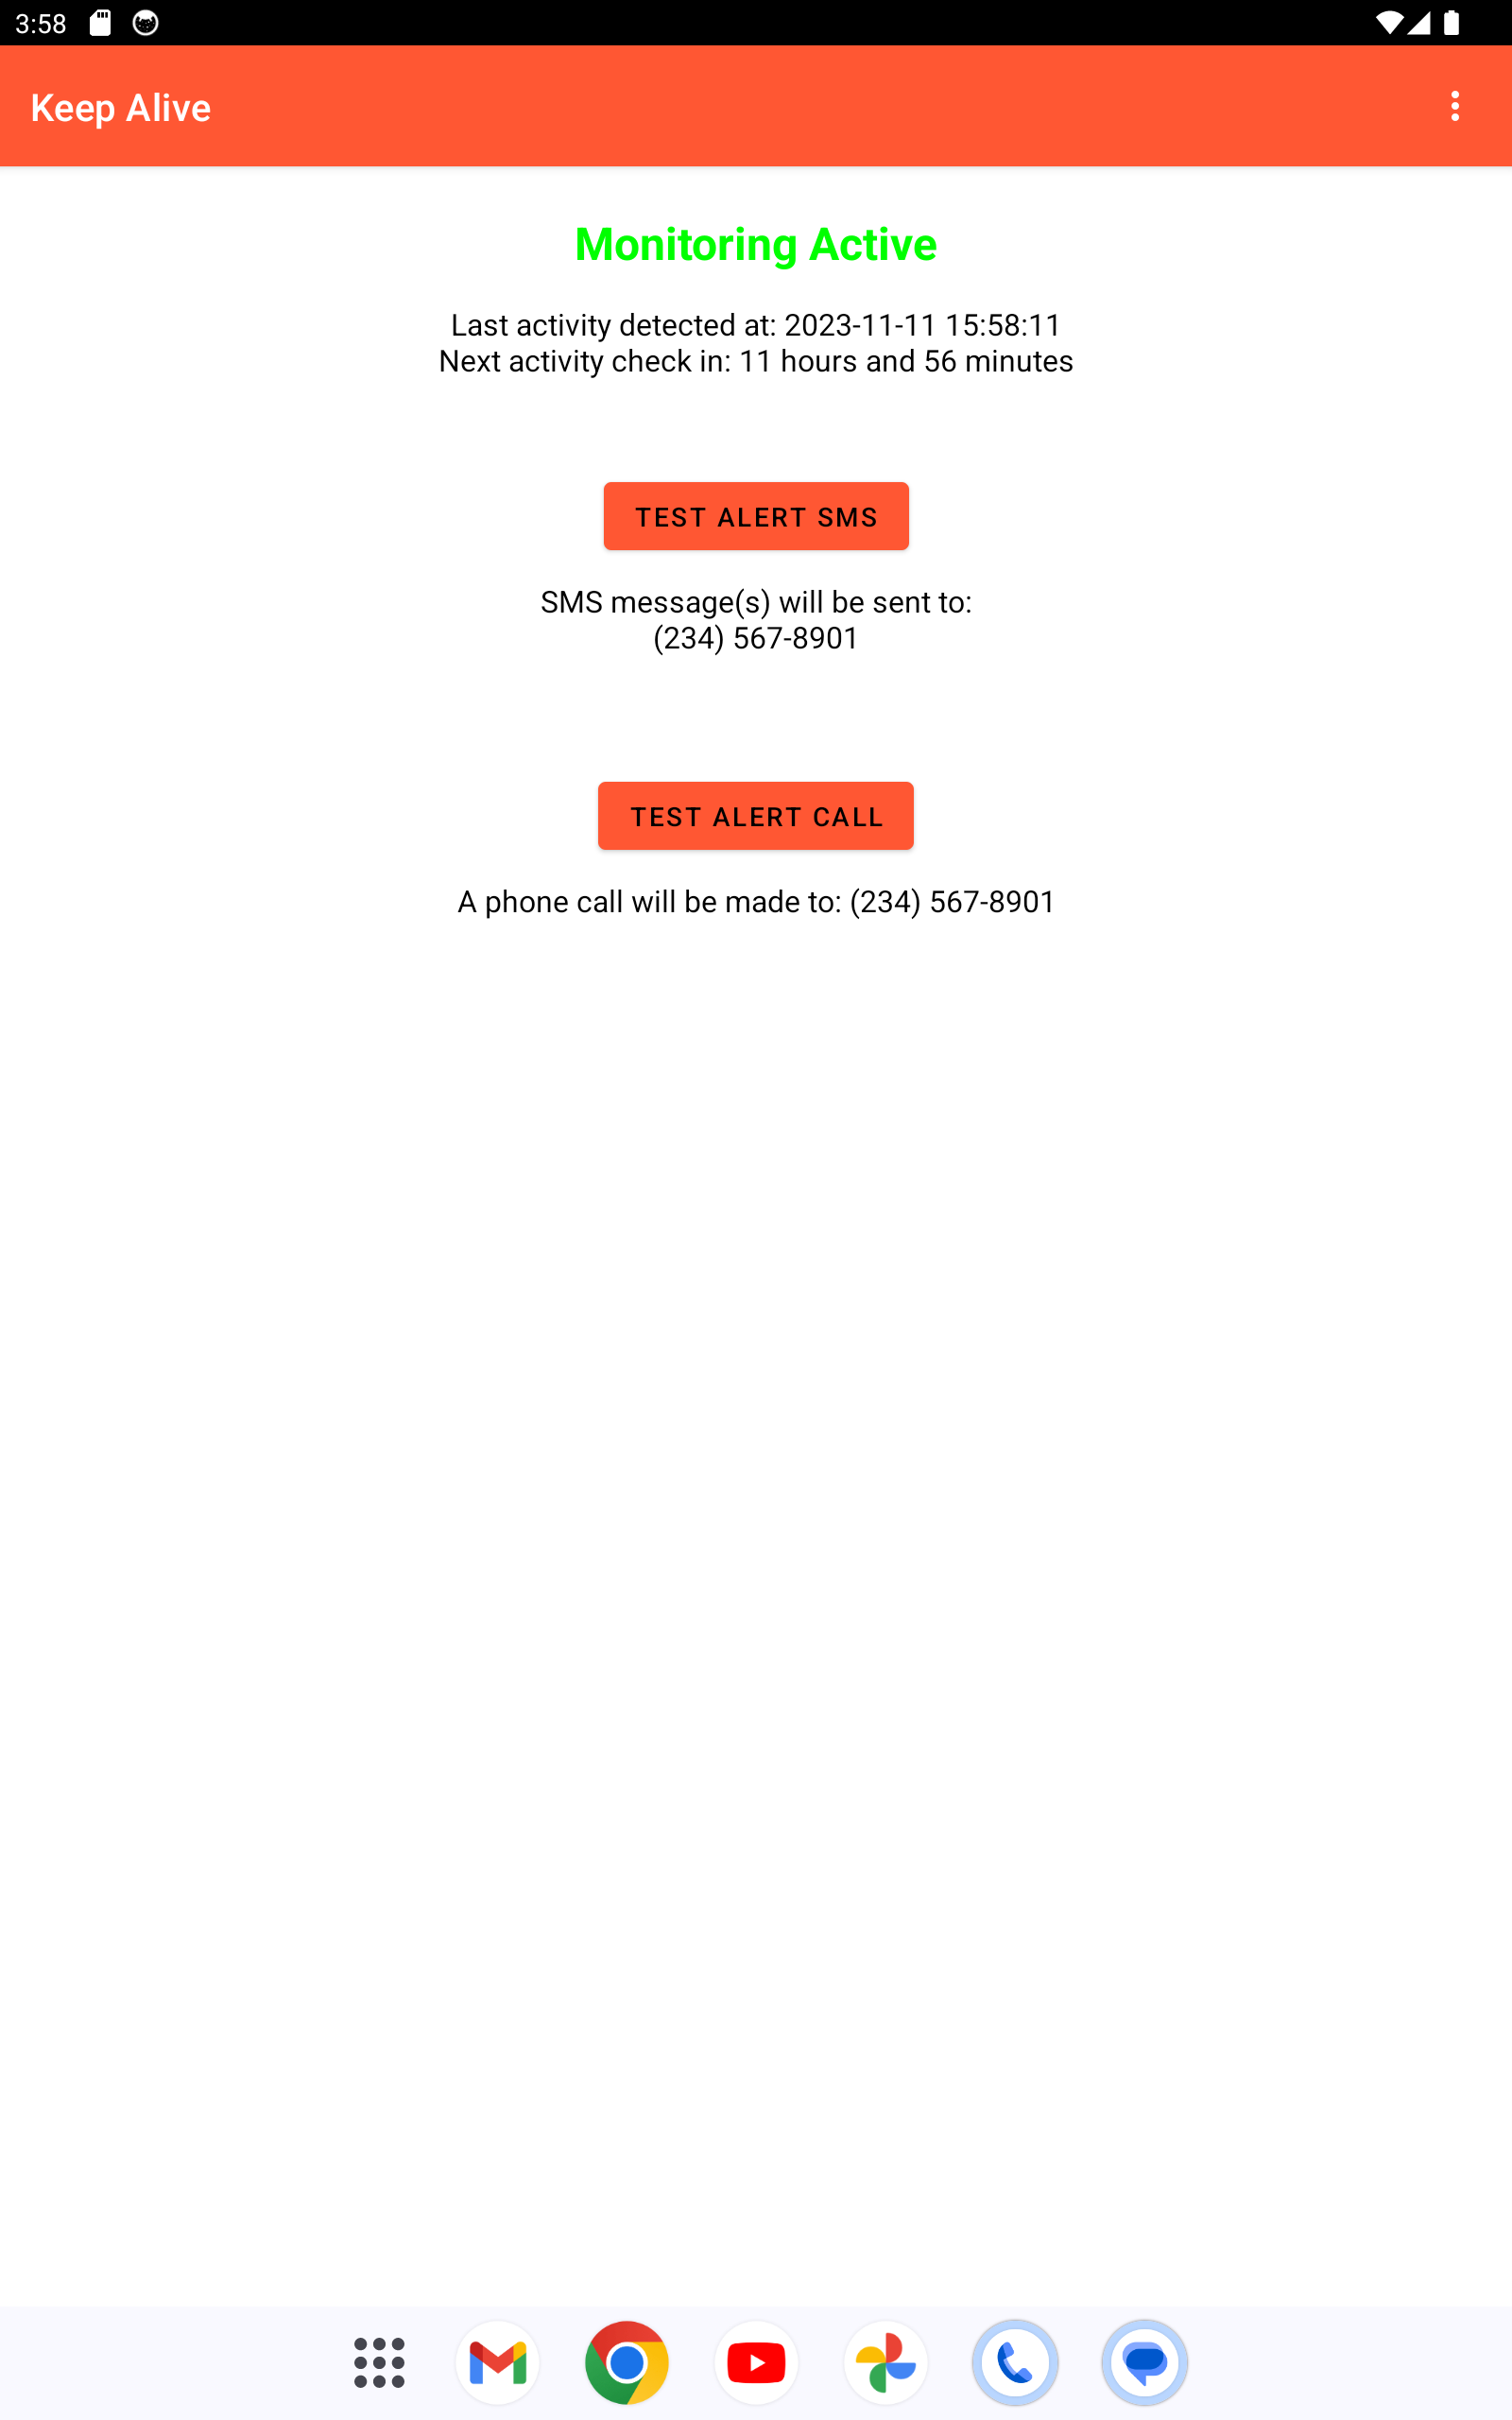 3:58
Keep Alive
Monitoring Active
Last activity detected at: 2023-11-11 15:58:11
Next activity check in: 11 hours and 56 minutes
TEST ALERT SMS
SMS message(s) will be sent to:
(234) 567-8901
TEST ALERT CALL
A phone call will be made to: (234) 567-8901